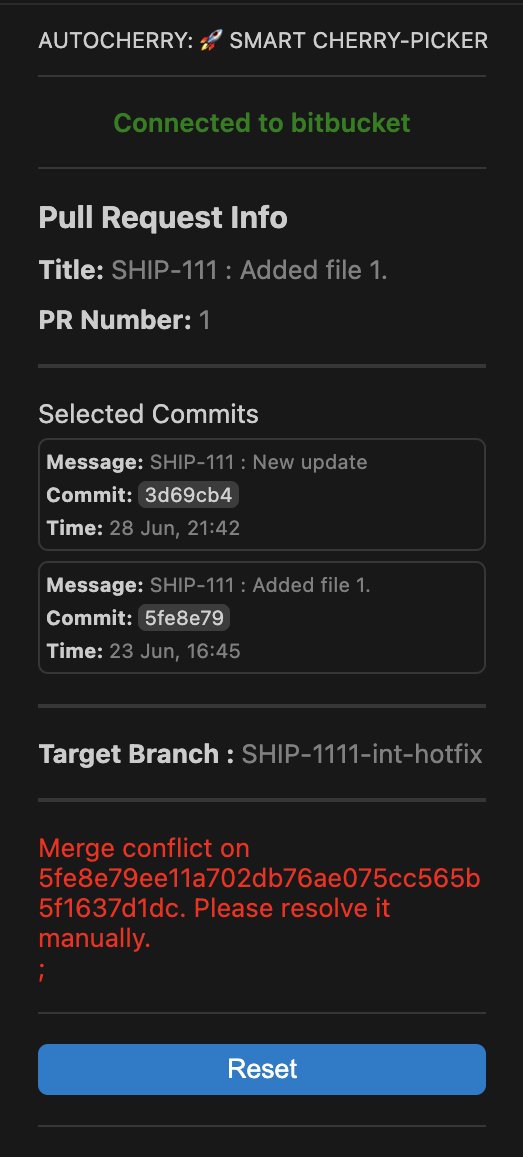 AUTOCHERRY: 🚀 SMART CHERRY-PICKER
Connected to bitbucket
Pull Request Info
Title: SHIP-111 : Added file 1.
PR Number: 1
Selected Commits
Message: SHIP-111 : New update
Commit: 3d69cb4
Time: 28 Jun, 21:42
Message: SHIP-111 : Added file 1.
Commit: 5fe8e79
Time: 23 Jun, 16:45
Target Branch : SHIP-1111-int-hotfix
Merge conflict on
5fe8e79ee11a702db76ae075cc565b
5f1637d1dc. Please resolve it
manually.
;
Reset